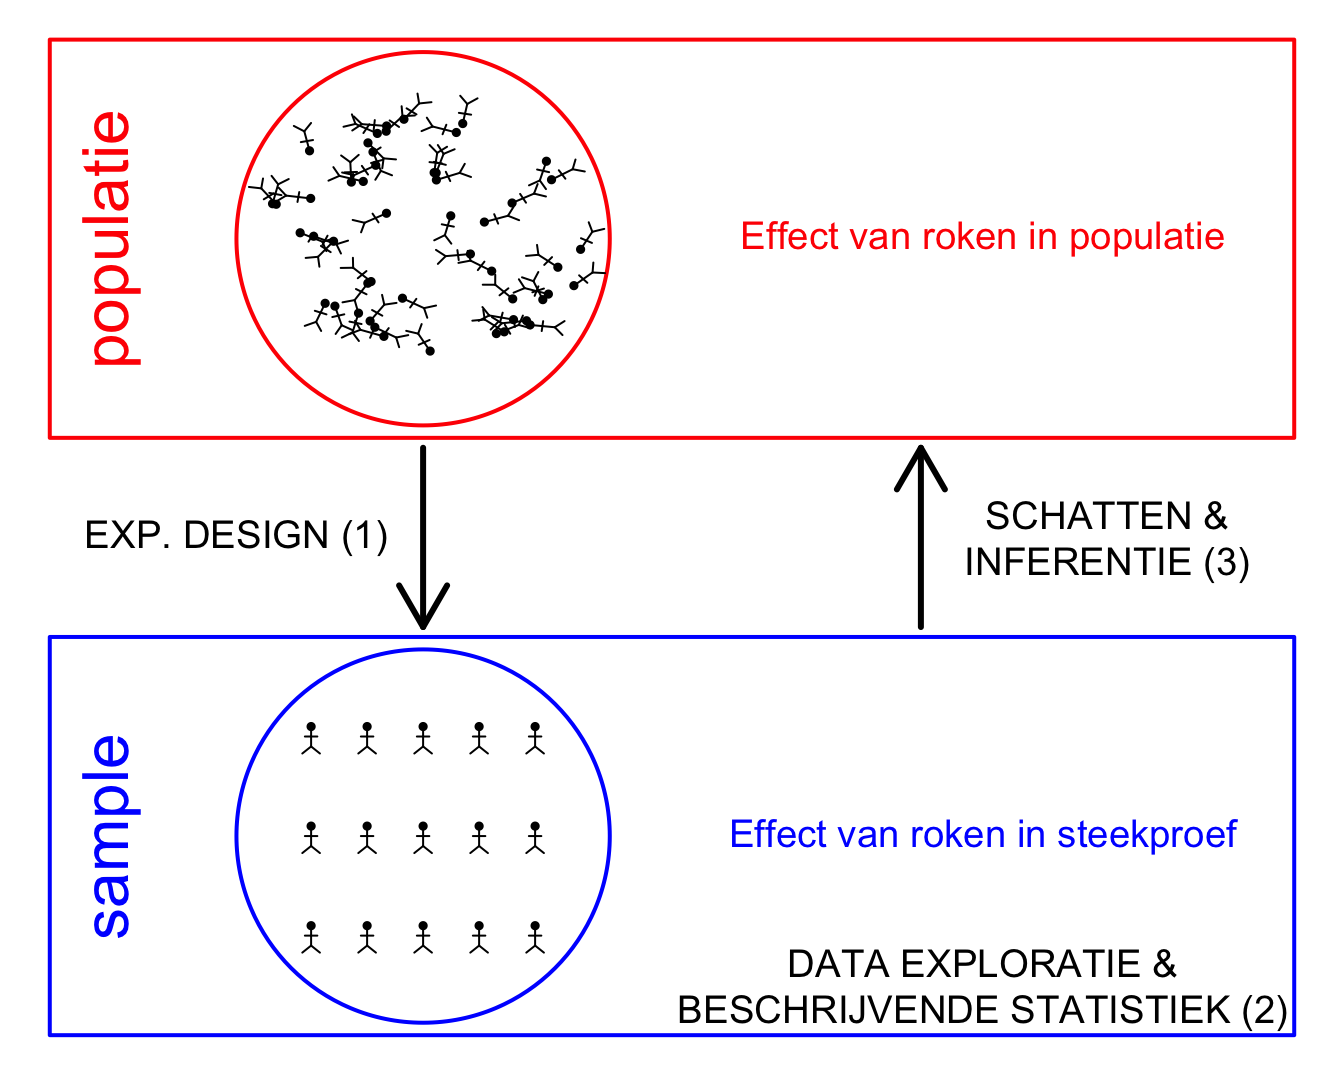 populatie
Effect van roken in populatie
EXP. DESIGN (1)
SCHATTEN &
INFERENTIE (3)
sample
Effect van roken in steekproef
DATA EXPLORATIE &
BESCHRIJVENDE STATISTIEK (2)